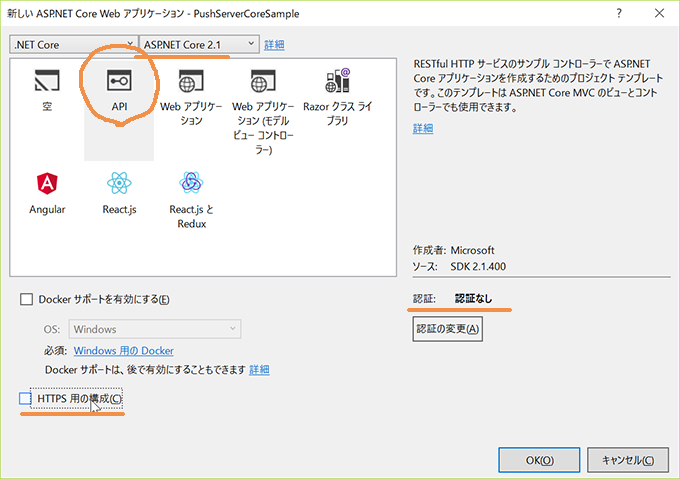 新しい ASP.NET Core Web アプリケーション - PushServerCoreSample
.NET Core
ASP.NET Core 2.1
詳細
空
API
Web アプリケー
ション
Web アプリケー
ション (モデル
ビュー コントロー
ラー)
Razor クラス ライ
ブラリ
Angular
React.js
React.js と
Redux
RESTful HTTP サービスのサンプル コントローラーで ASP.NET
Core アプリケーションを作成するためのプロジェクト テンプレート
です。このテンプレートは ASP.NET Core MVC のビューとコント
ローラーでも使用できます。
詳細
作成者: Microsoft
ソース: SDK 2.1.400
認証: 認証なし
認証の変更(A)
Docker サポートを有効にする(E)
OS: Windows
必須: Windows 用の Docker
Docker サポートは、後で有効にすることもできます 詳細
HTTPS 用の構成(C)
OK(O)
キャンセル(C)